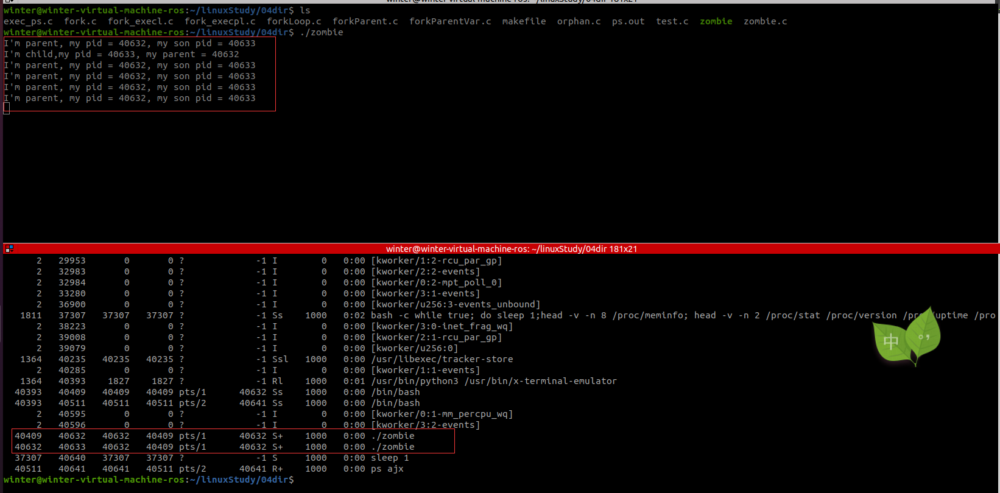 winter@winter-virtual-machine-ros: ~/linuxStudy/04dir 181x21
winter@winter-virtual-machine-ros:~/linuxStudy/04dir$ ls
exec_ps.c  fork.c  fork_execl.c  fork_execpl.c  forkLoop.c  forkParent.c  forkParentVar.c  makefile  orphan.c  ps.out  test.c  zombie  zombie.c
winter@winter-virtual-machine-ros:~/linuxStudy/04dir$ ./zombie
I'm parent, my pid = 40632, my son pid = 40633
I'm child,my pid = 40633, my parent = 40632
I'm parent, my pid = 40632, my son pid = 40633
I'm parent, my pid = 40632, my son pid = 40633
I'm parent, my pid = 40632, my son pid = 40633
I'm parent, my pid = 40632, my son pid = 40633
winter@winter-virtual-machine-ros: ~/linuxStudy/04dir 181x21
2 29953 0 0 ? -1 I 0 0:00 [kworker/1:2-rcu_par_gp]
2 32983 0 0 ? -1 I 0 0:00 [kworker/2:2-events]
2 32984 0 0 ? -1 I 0 0:00 [kworker/0:2-mpt_poll_0]
2 33280 0 0 ? -1 I 0 0:00 [kworker/3:1-events]
2 36900 0 0 ? -1 I 0 0:00 [kworker/u256:3-events_unbound]
1811 37307 37307 37307 ? -1 Ss 1000 0:02 bash -c while true; do sleep 1;head -v -n 8 /proc/meminfo; head -v -n 2 /proc/stat /proc/version /proc/uptime /pro
2 38223 0 0 ? -1 I 0 0:00 [kworker/3:0-inet_frag_wq]
2 39008 0 0 ? -1 I 0 0:00 [kworker/2:1-rcu_par_gp]
2 39079 0 0 ? -1 I 0 0:00 [kworker/u256:0]
中 °,
1364 40235 40235 40235 ? -1 Ssl 1000 0:00 /usr/libexec/tracker-store
2 40285 0 0 ? -1 I 0 0:00 [kworker/1:1-events]
1364 40393 1827 1827 ? -1 Rl 1000 0:01 /usr/bin/python3 /usr/bin/x-terminal-emulator
40393 40409 40409 40409 pts/1 40632 Ss 1000 0:00 /bin/bash
40393 40511 40511 40511 pts/2 40641 Ss 1000 0:00 /bin/bash
2 40595 0 0 ? -1 I 0 0:00 [kworker/0:1-mm_percpu_wq]
2 40596 0 0 ? -1 I 0 0:00 [kworker/3:2-events]
40409 40632 40632 40409 pts/1 40632 S+ 1000 0:00 ./zombie
40632 40633 40632 40409 pts/1 40632 S+ 1000 0:00 ./zombie
37307 40640 37307 37307 ? -1 S 1000 0:00 sleep 1
40511 40641 40641 40511 pts/2 40641 R+ 1000 0:00 ps ajx
winter@winter-virtual-machine-ros:~/linuxStudy/04dir$